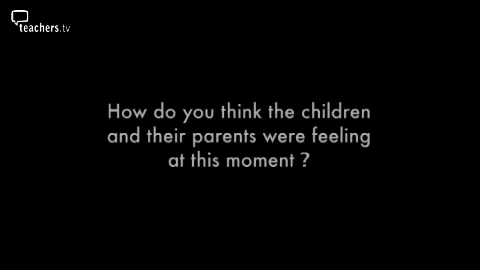 teachers.tv
How do you think the children
and their parents were feeling
at this moment ?